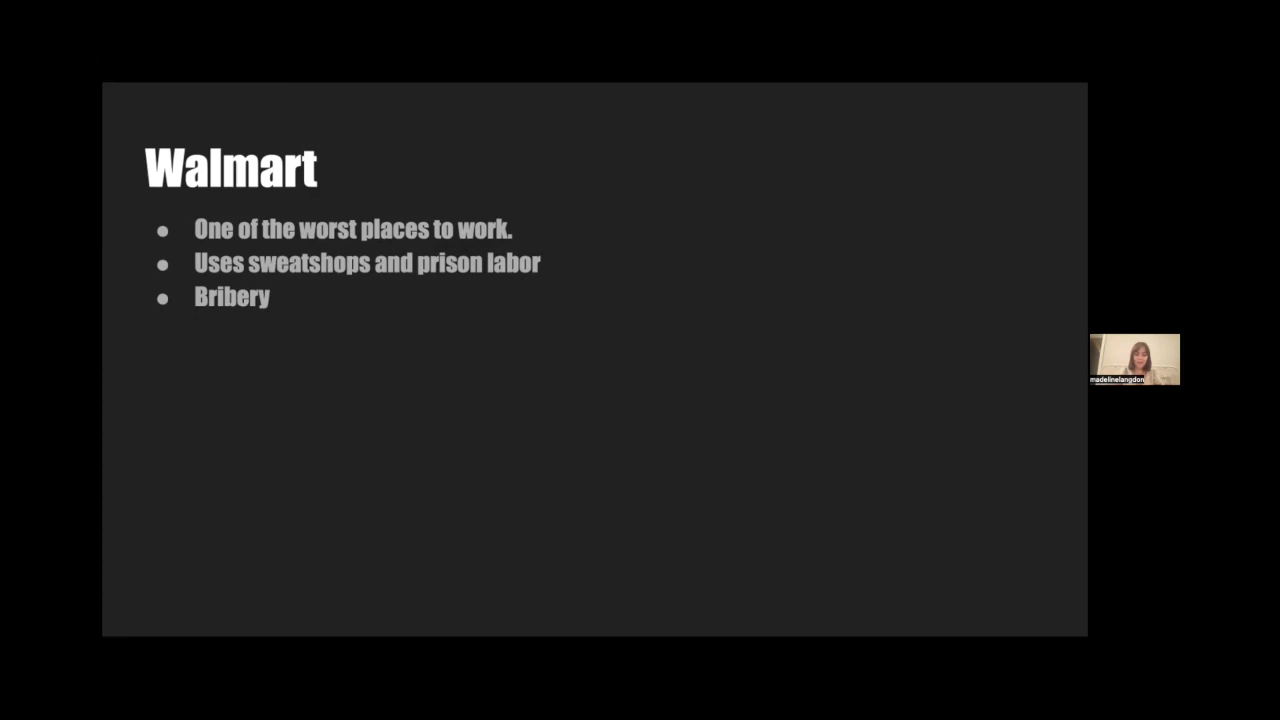 Walmart
● One of the worst places to work.
● Uses sweatshops and prison labor
● Bribery
madelinelangdon